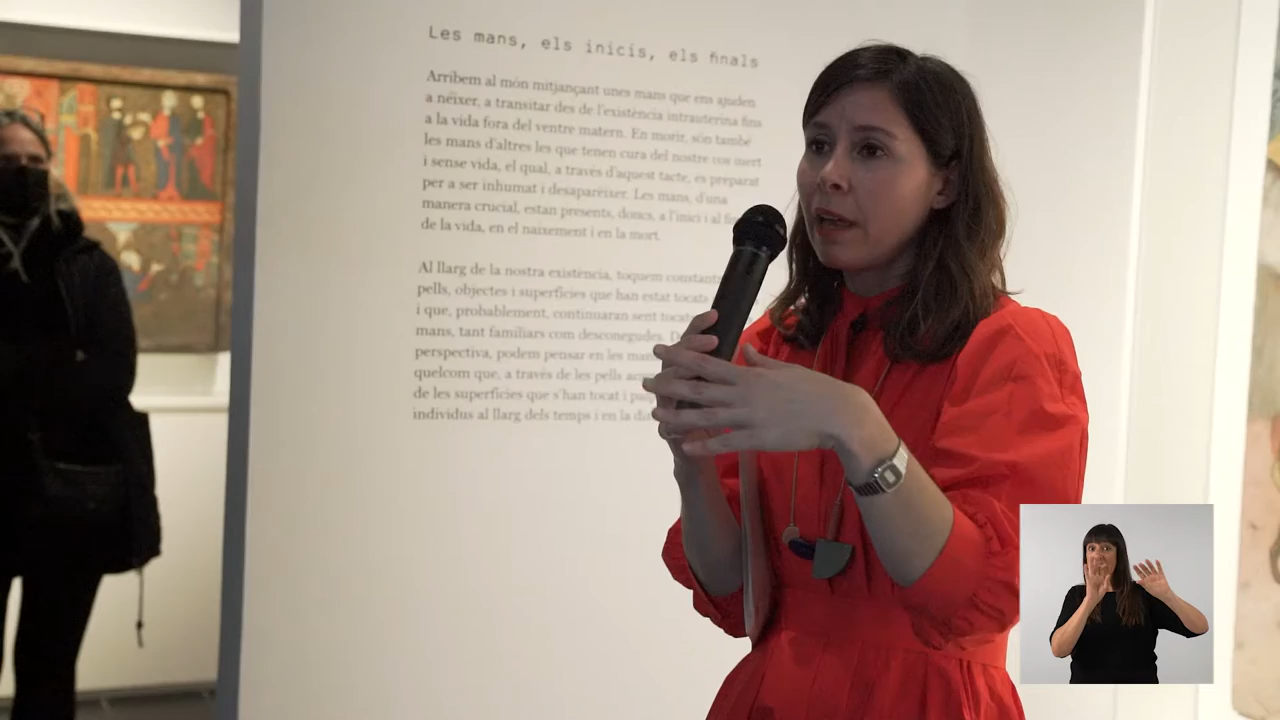 Les mans, els inicis, els finals
Arribem al món mitjançant unes mans que ens ajuden
a néixer, a transitar des de l'existència intrauterina fins
a la vida fora del ventre matern. En morir, són també
les mans d'altres les que tenen cura del nostre cos inert
i sense vida, el qual, a través d'aquest tacte, és preparat
per a ser inhumat i desaparèixer. Les mans, d'una
manera crucial, estan presents, doncs, a l'inici i al
de la vida, en el naixement i en la mort.
Al llarg de la nostra existència, toquem
pells, objectes i superfícies que han estat tocats
i que, probablement, continuaran sent
mans, tant familiars com desconegudes.
perspectiva, podem pensar en les
quelcom que, a través de les pells
de les superfícies que s'han tocat i
individus al llarg dels temps i en la